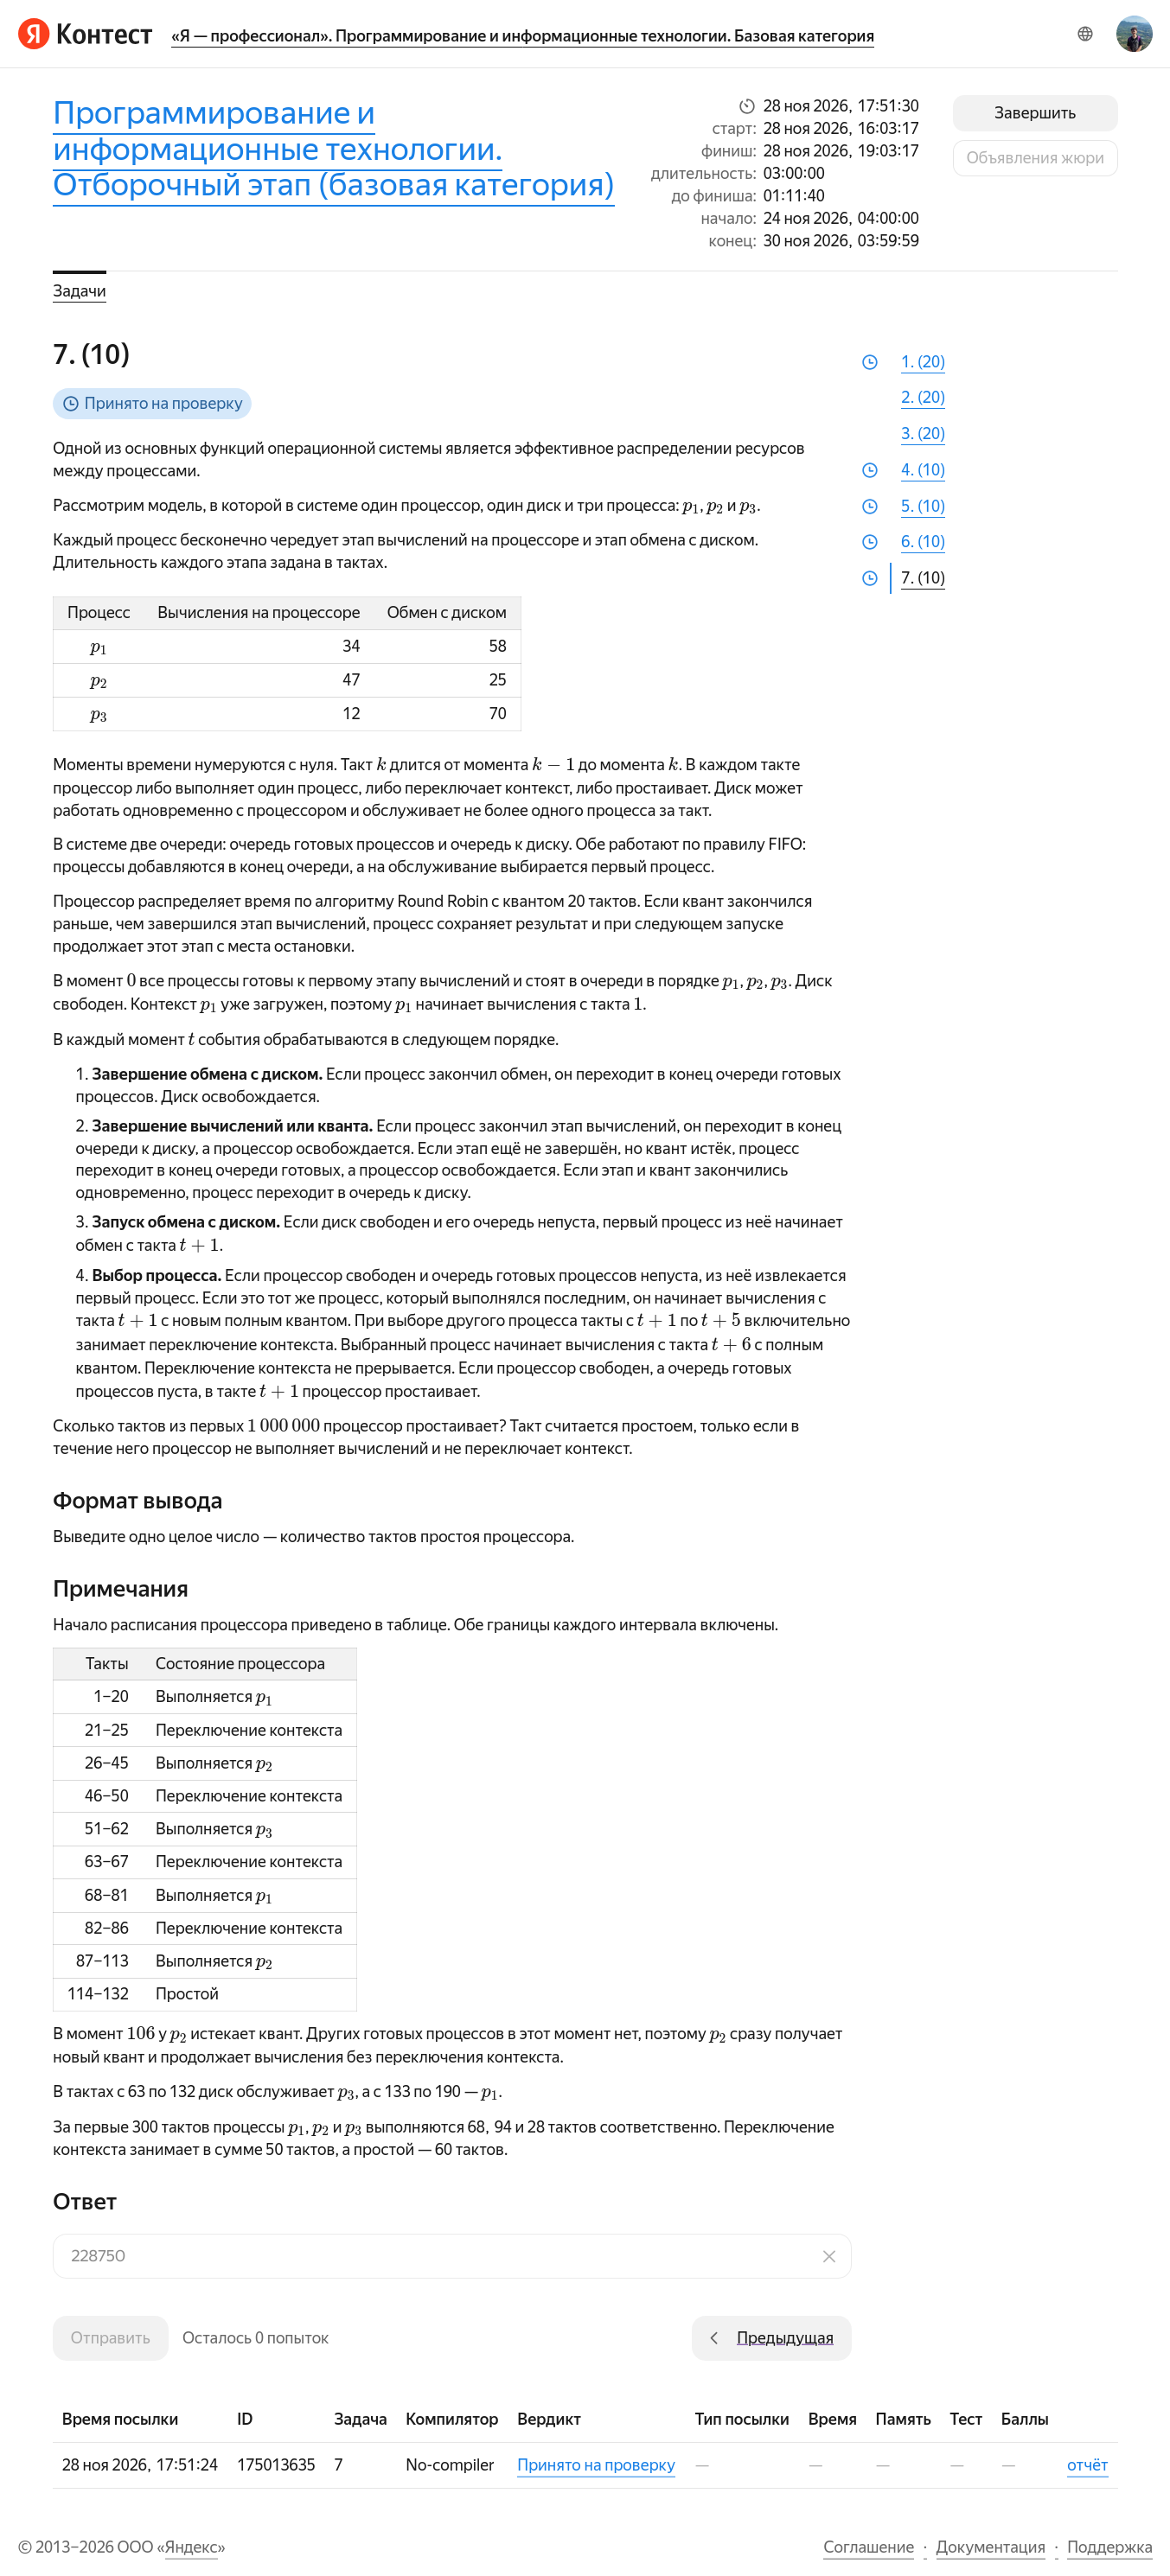 Я Контест
«Я — профессионал». Программирование и информационные технологии. Базовая категория
Программирование и
информационные технологии.
Отборочный этап (базовая категория)
28 ноя 2026, 17:51:30
старт: 28 ноя 2026, 16:03:17
финиш: 28 ноя 2026, 19:03:17
длительность: 03:00:00
до финиша: 01:11:40
начало: 24 ноя 2026, 04:00:00
конец: 30 ноя 2026, 03:59:59
Завершить
Объявления жюри
Задачи
7. (10)
Принято на проверку
1. (20)
2. (20)
3. (20)
4. (10)
5. (10)
6. (10)
7. (10)
Одной из основных функций операционной системы является эффективное распределении ресурсов
между процессами.
Рассмотрим модель, в которой в системе один процессор, один диск и три процесса: p₁, p₂ и p₃.
Каждый процесс бесконечно чередует этап вычислений на процессоре и этап обмена с диском.
Длительность каждого этапа задана в тактах.
Процесс Вычисления на процессоре Обмен с диском
p₁ 34 58
p₂ 47 25
p₃ 12 70
Моменты времени нумеруются с нуля. Такт k длится от момента k − 1 до момента k. В каждом такте
процессор либо выполняет один процесс, либо переключает контекст, либо простаивает. Диск может
работать одновременно с процессором и обслуживает не более одного процесса за такт.
В системе две очереди: очередь готовых процессов и очередь к диску. Обе работают по правилу FIFO:
процессы добавляются в конец очереди, а на обслуживание выбирается первый процесс.
Процессор распределяет время по алгоритму Round Robin с квантом 20 тактов. Если квант закончился
раньше, чем завершился этап вычислений, процесс сохраняет результат и при следующем запуске
продолжает этот этап с места остановки.
В момент 0 все процессы готовы к первому этапу вычислений и стоят в очереди в порядке p₁, p₂, p₃. Диск
свободен. Контекст p₁ уже загружен, поэтому p₁ начинает вычисления с такта 1.
В каждый момент t события обрабатываются в следующем порядке.
1. Завершение обмена с диском. Если процесс закончил обмен, он переходит в конец очереди готовых
процессов. Диск освобождается.
2. Завершение вычислений или кванта. Если процесс закончил этап вычислений, он переходит в конец
очереди к диску, а процессор освобождается. Если этап ещё не завершён, но квант истёк, процесс
переходит в конец очереди готовых, а процессор освобождается. Если этап и квант закончились
одновременно, процесс переходит в очередь к диску.
3. Запуск обмена с диском. Если диск свободен и его очередь непуста, первый процесс из неё начинает
обмен с такта t + 1.
4. Выбор процесса. Если процессор свободен и очередь готовых процессов непуста, из неё извлекается
первый процесс. Если это тот же процесс, который выполнялся последним, он начинает вычисления с
такта t + 1 с новым полным квантом. При выборе другого процесса такты с t + 1 по t + 5 включительно
занимает переключение контекста. Выбранный процесс начинает вычисления с такта t + 6 с полным
квантом. Переключение контекста не прерывается. Если процессор свободен, а очередь готовых
процессов пуста, в такте t + 1 процессор простаивает.
Сколько тактов из первых 1 000 000 процессор простаивает? Такт считается простоем, только если в
течение него процессор не выполняет вычислений и не переключает контекст.
Формат вывода
Выведите одно целое число — количество тактов простоя процессора.
Примечания
Начало расписания процессора приведено в таблице. Обе границы каждого интервала включены.
Такты Состояние процессора
1–20 Выполняется p₁
21–25 Переключение контекста
26–45 Выполняется p₂
46–50 Переключение контекста
51–62 Выполняется p₃
63–67 Переключение контекста
68–81 Выполняется p₁
82–86 Переключение контекста
87–113 Выполняется p₂
114–132 Простой
В момент 106 у p₂ истекает квант. Других готовых процессов в этот момент нет, поэтому p₂ сразу получает
новый квант и продолжает вычисления без переключения контекста.
В тактах с 63 по 132 диск обслуживает p₃, а с 133 по 190 — p₁.
За первые 300 тактов процессы p₁, p₂ и p₃ выполняются 68, 94 и 28 тактов соответственно. Переключение
контекста занимает в сумме 50 тактов, а простой — 60 тактов.
Ответ
228750
Отправить
Осталось 0 попыток
Предыдущая
Время посылки ID Задача Компилятор Вердикт Тип посылки Время Память Тест Баллы
28 ноя 2026, 17:51:24 175013635 7 No-compiler Принято на проверку — — — — — отчёт
© 2013–2026 ООО «Яндекс»
Соглашение · Документация · Поддержка